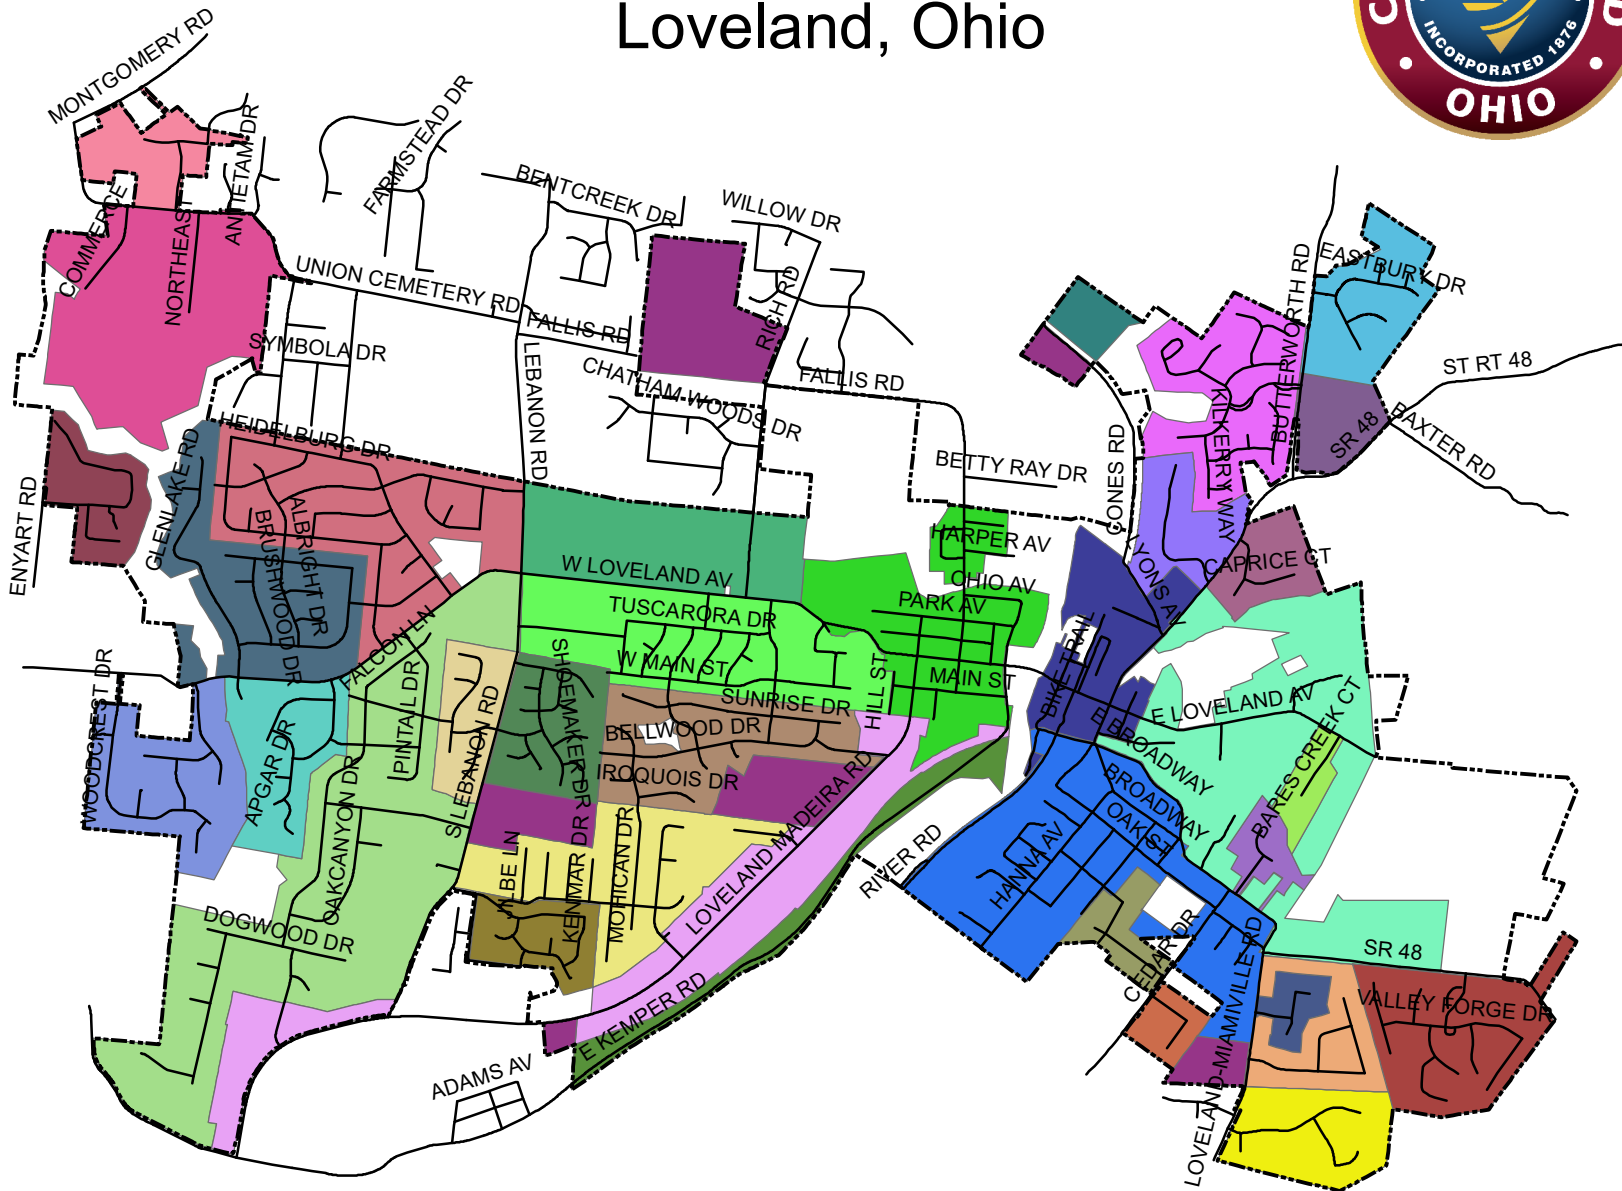 Loveland, Ohio
INCORPORATED 1876
OHIO
MONTGOMERY RD
COMMERCE
NORTHEAST
ANTIETAM DR
FARMSTEAD DR
BENTCREEK DR
WILLOW DR
UNION CEMETERY RD
FALLIS RD
RICH RD
SYMBOLA DR
LEBANON RD
CHATHAM WOODS DR
FALLIS RD
BUTTERWORTH RD
EASTBURY DR
ST RT 48
SR 48
BAXTER RD
KILKERRY WAY
CONES RD
BETTY RAY DR
HEIDELBURG DR
GLENLAKE RD
ENYART RD
ALBRIGHT DR
BRUSHWOOD DR
HARPER AV
OHIO AV
PARK AV
LYONS AV
CAPRICE CT
W LOVELAND AV
TUSCARORA DR
W MAIN ST
MAIN ST
HILL ST
SUNRISE DR
BIKE TRAIL
E LOVELAND AV
E BROADWAY
BARES CREEK CT
FALCON LN
PINTAIL DR
WOODCREST DR
APGAR DR
S LEBANON RD
SHOEMAKER DR
BELLWOOD DR
IROQUOIS DR
BROADWAY
OAK ST
HANNA AV
RIVER RD
OAKCANYON DR
DOGWOOD DR
JILBE LN
KENMAR DR
MOHICAN DR
LOVELAND MADEIRA RD
E KEMPER RD
ADAMS AV
CEDAR DR
LOVELAND-MIAMIVILLE RD
SR 48
VALLEY FORGE DR